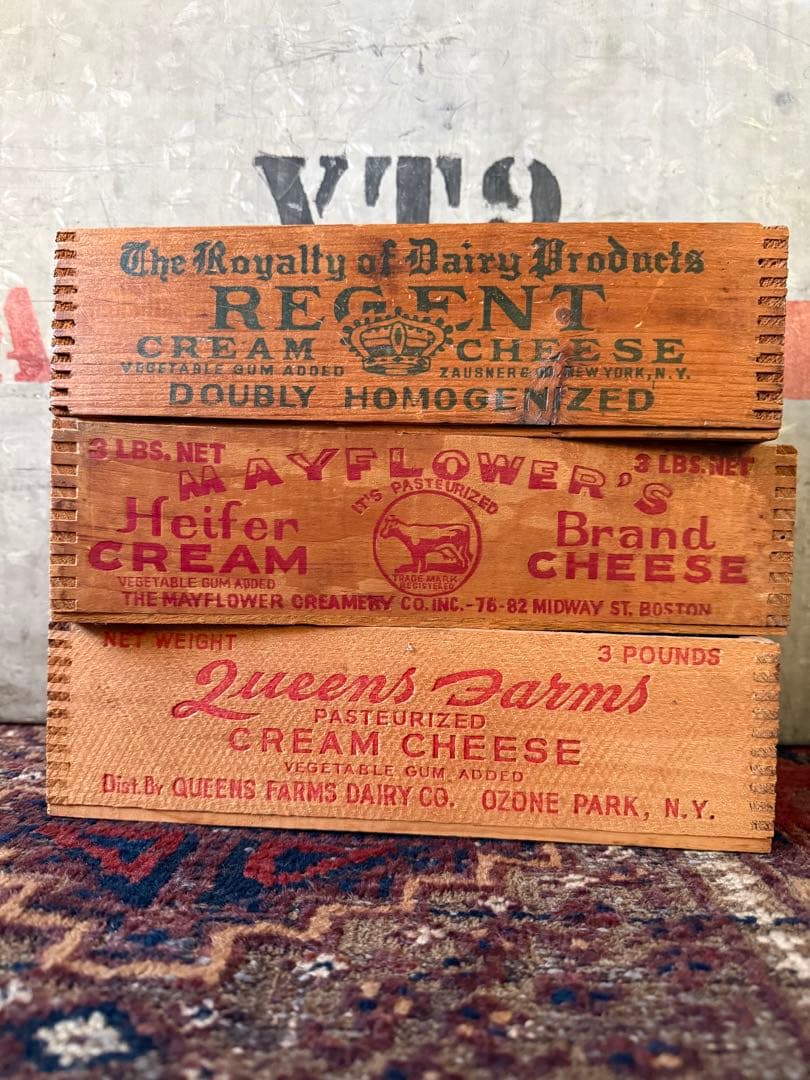 The Royalty of Dairy Products
REGENT
CREAM CHEESE
VEGETABLE GUM ADDED ZAUSNER & CO. NEW YORK, N.Y.
DOUBLY HOMOGENIZED
3 LBS. NET 3 LBS. NET
MAYFLOWER'S
IT'S PASTEURIZED
Heifer Brand
CREAM CHEESE
TRADE MARK
REGISTERED
VEGETABLE GUM ADDED
THE MAYFLOWER CREAMERY CO. INC. - 76-82 MIDWAY ST. BOSTON
NET WEIGHT 3 POUNDS
Queens Farms
PASTEURIZED
CREAM CHEESE
VEGETABLE GUM ADDED
Dist. By QUEENS FARMS DAIRY CO. OZONE PARK, N.Y.